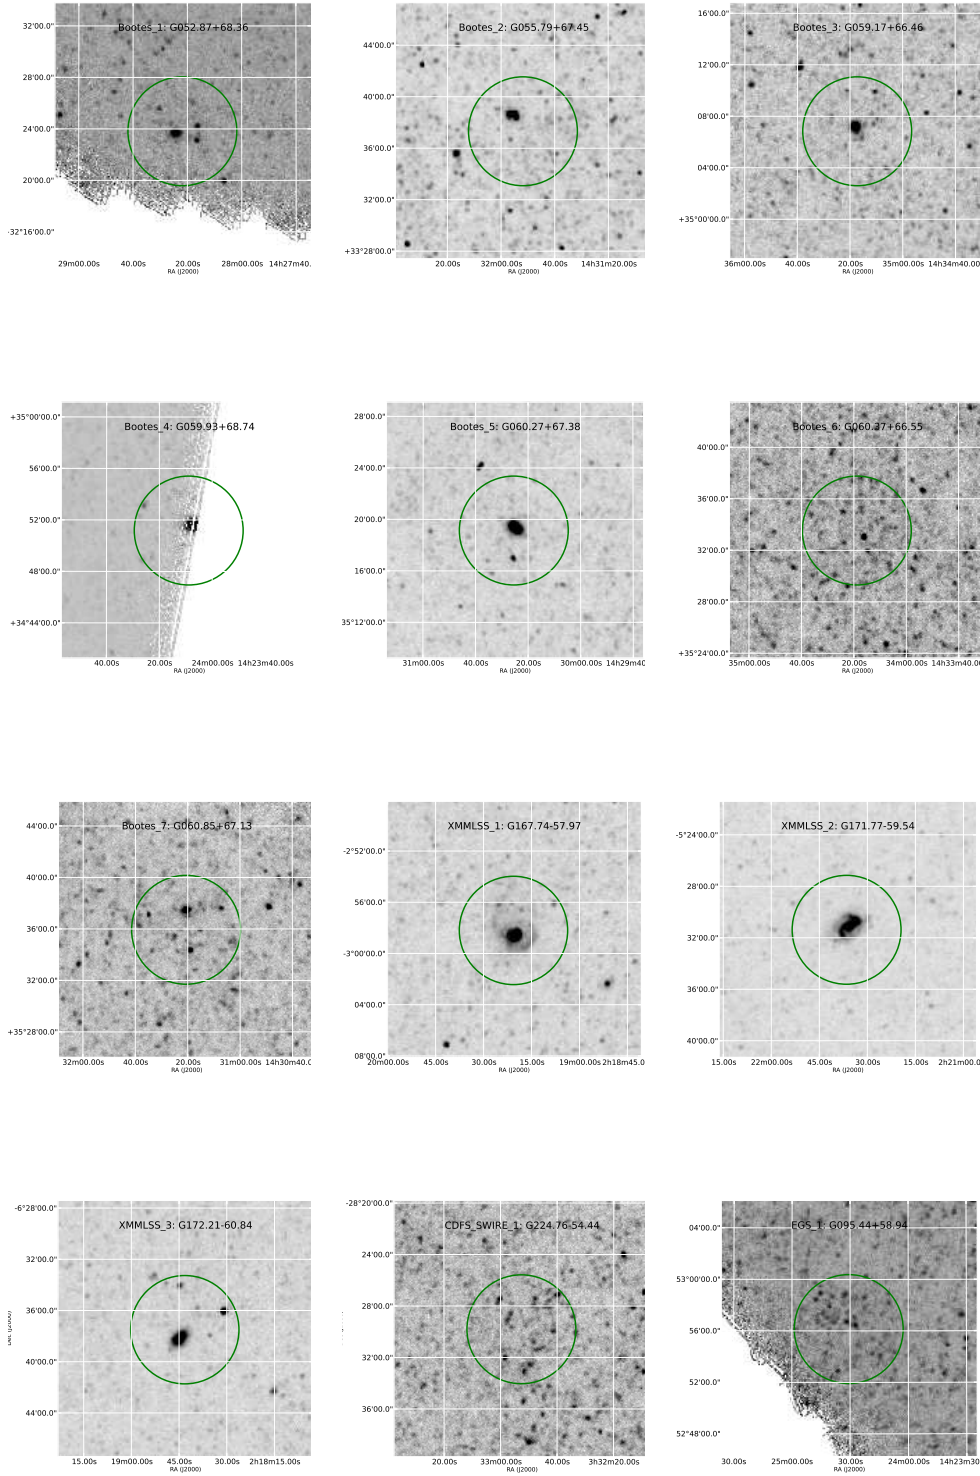 Bootes_1: G052.87+68.36
32'00.0"
28'00.0"
24'00.0"
20'00.0"
-32°16'00.0"
29m00.00s 40.00s 20.00s 28m00.00s 14h27m40.
RA (J2000)
Bootes_2: G055.79+67.45
44'00.0"
40'00.0"
36'00.0"
32'00.0"
+33°28'00.0"
20.00s 32m00.00s 40.00s 14h31m20.00s
RA (J2000)
Bootes_3: G059.17+66.46
16'00.0"
12'00.0"
08'00.0"
04'00.0"
+35°00'00.0"
36m00.00s 40.00s 20.00s 35m00.00s 14h34m40.00
RA (J2000)
Bootes_4: G059.93+68.74
+35°00'00.0"
56'00.0"
52'00.0"
48'00.0"
+34°44'00.0"
40.00s 20.00s 24m00.00s 14h23m40.00s
RA (J2000)
Bootes_5: G060.27+67.38
28'00.0"
24'00.0"
20'00.0"
16'00.0"
35°12'00.0"
31m00.00s 40.00s 20.00s 30m00.00s 14h29m40.0
RA (J2000)
Bootes_6: G060.37+66.55
40'00.0"
36'00.0"
32'00.0"
28'00.0"
+35°24'00.0"
35m00.00s 40.00s 20.00s 34m00.00s 14h33m40.00
RA (J2000)
Bootes_7: G060.85+67.13
44'00.0"
40'00.0"
36'00.0"
32'00.0"
+35°28'00.0"
32m00.00s 40.00s 20.00s 31m00.00s 14h30m40.0
RA (J2000)
XMMLSS_1: G167.74-57.97
-2°52'00.0"
56'00.0"
-3°00'00.0"
04'00.0"
08'00.0"
20m00.00s 45.00s 30.00s 15.00s 19m00.00s 2h18m45.0
RA (J2000)
XMMLSS_2: G171.77-59.54
-5°24'00.0"
28'00.0"
32'00.0"
36'00.0"
40'00.0"
15.00s 22m00.00s 45.00s 30.00s 15.00s 2h21m00.0
RA (J2000)
XMMLSS_3: G172.21-60.84
-6°28'00.0"
32'00.0"
36'00.0"
40'00.0"
44'00.0"
15.00s 19m00.00s 45.00s 30.00s 2h18m15.00s
RA (J2000)
CDFS_SWIRE_1: G224.76-54.44
-28°20'00.0"
24'00.0"
28'00.0"
32'00.0"
36'00.0"
20.00s 33m00.00s 40.00s 3h32m20.00s
RA (J2000)
EGS_1: G095.44+58.94
04'00.0"
53°00'00.0"
56'00.0"
52'00.0"
52°48'00.0"
30.00s 25m00.00s 30.00s 24m00.00s 14h23m30
RA (J2000)